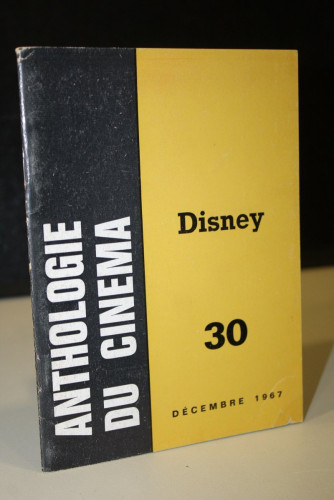 ANTHOLOGIE
DU CINEMA
Disney
30
DÉCEMBRE 1967